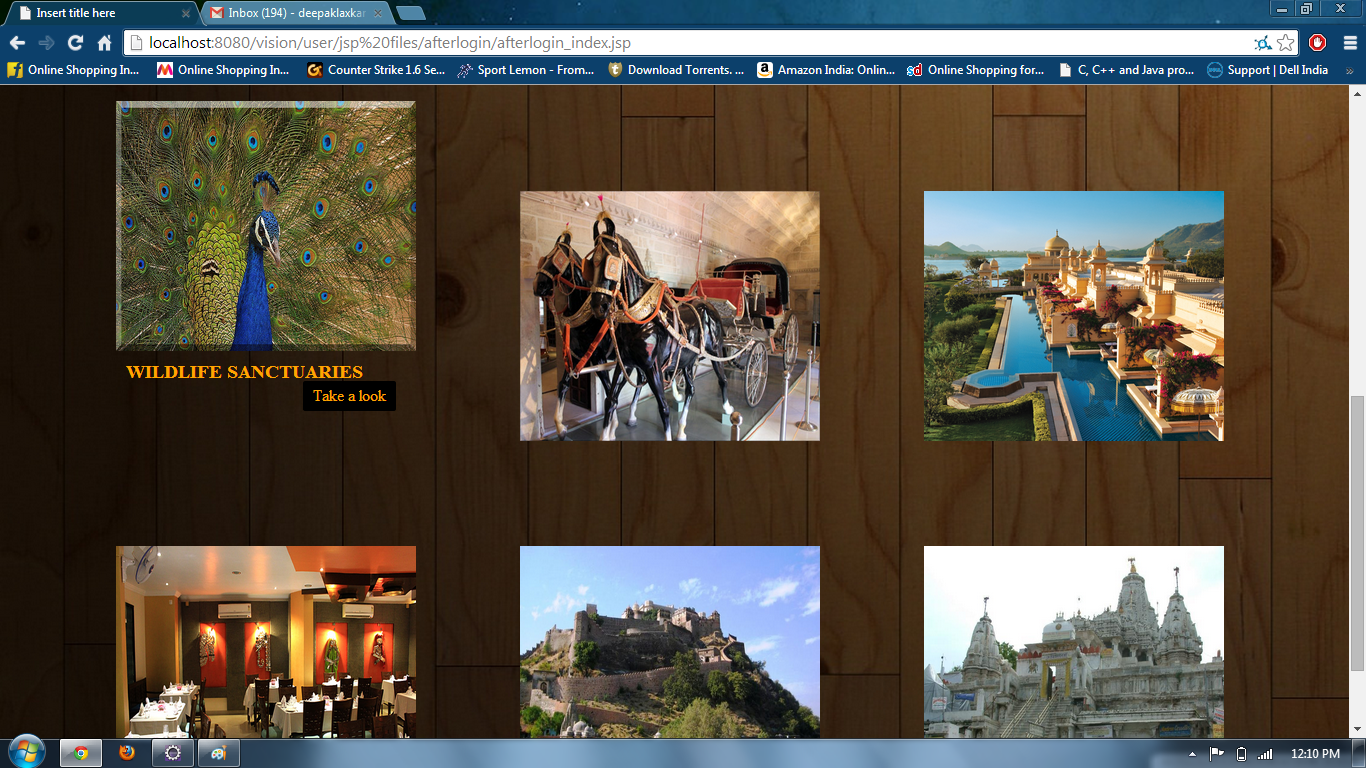 Insert title here
Inbox (194) - deepaklaxkar
localhost:8080/vision/user/jsp%20files/afterlogin/afterlogin_index.jsp
Online Shopping In... Online Shopping In... Counter Strike 1.6 Se... Sport Lemon - From... Download Torrents. ... Amazon India: Onlin... Online Shopping for... C, C++ and Java pro... Support | Dell India »
WILDLIFE SANCTUARIES
Take a look
12:10 PM